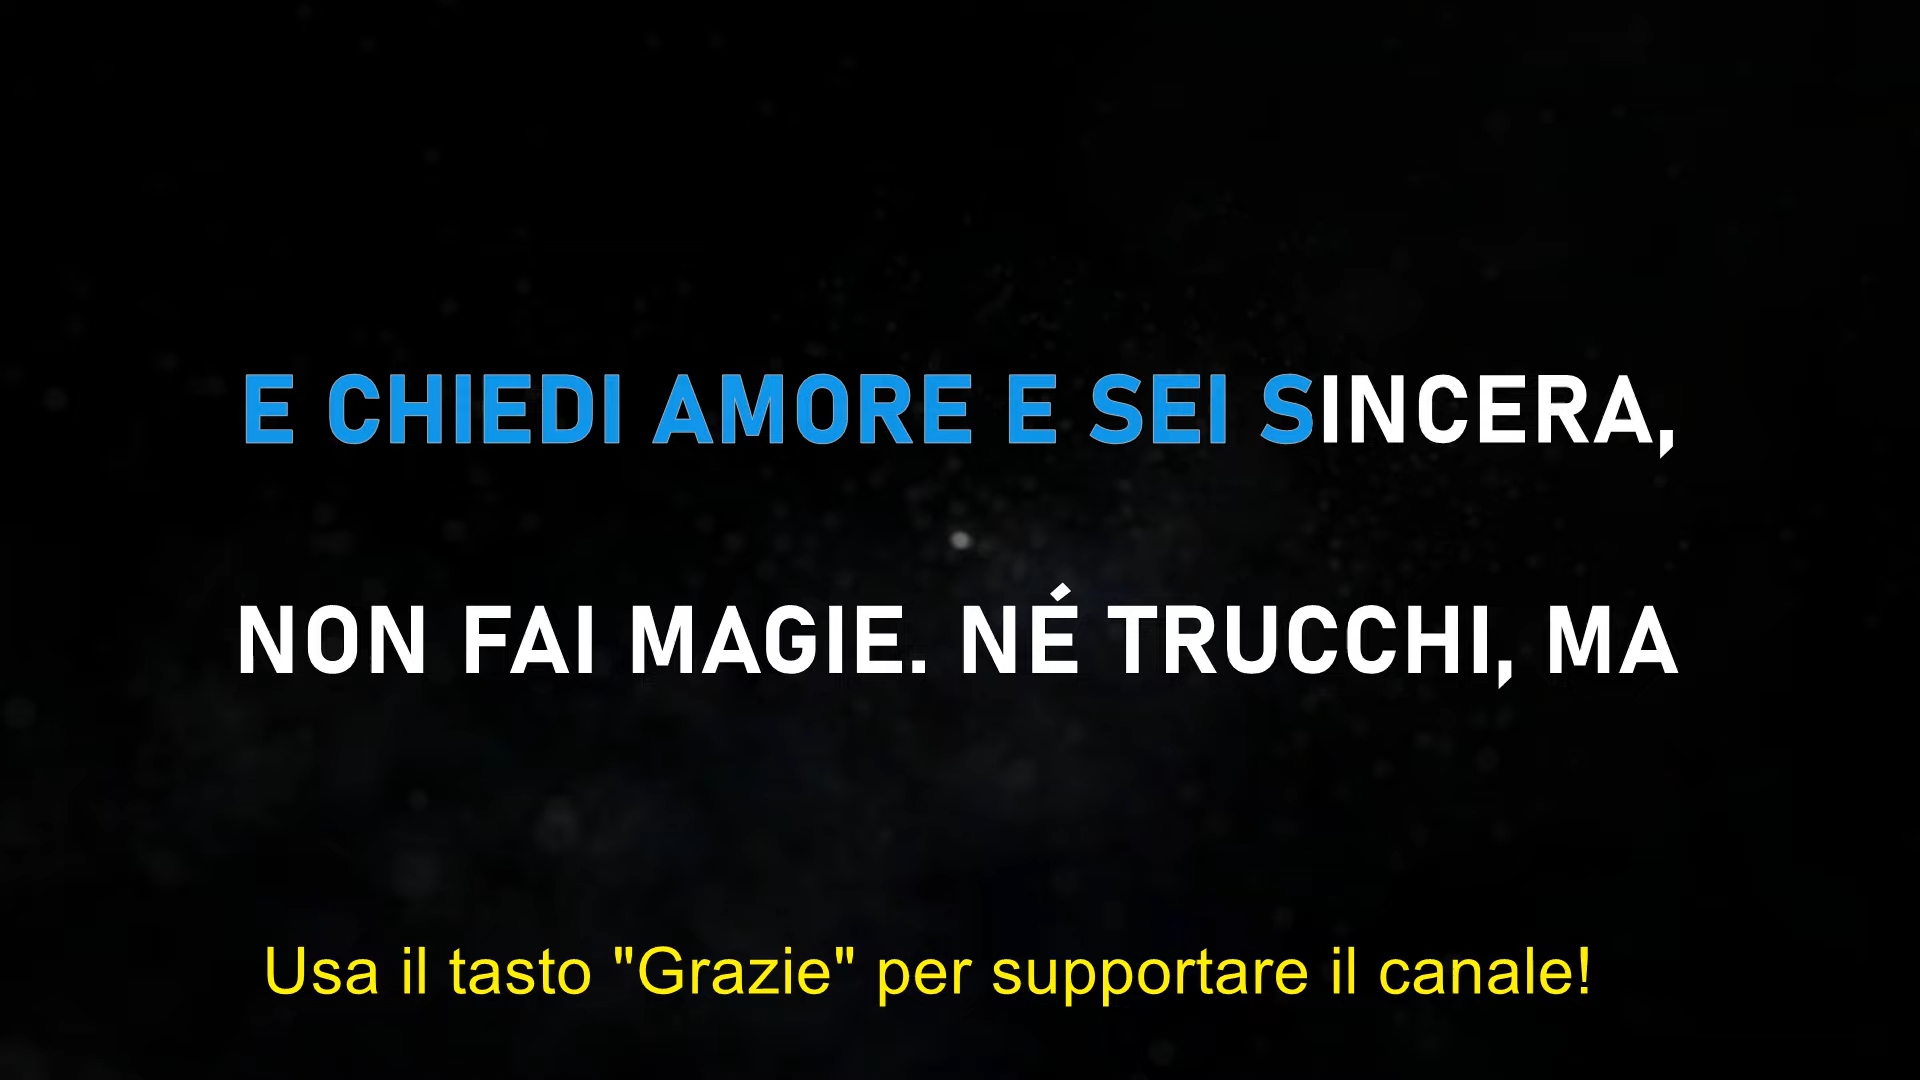 E CHIEDI AMORE E SEI SINCERA,
NON FAI MAGIE. NÉ TRUCCHI, MA
Usa il tasto "Grazie" per supportare il canale!